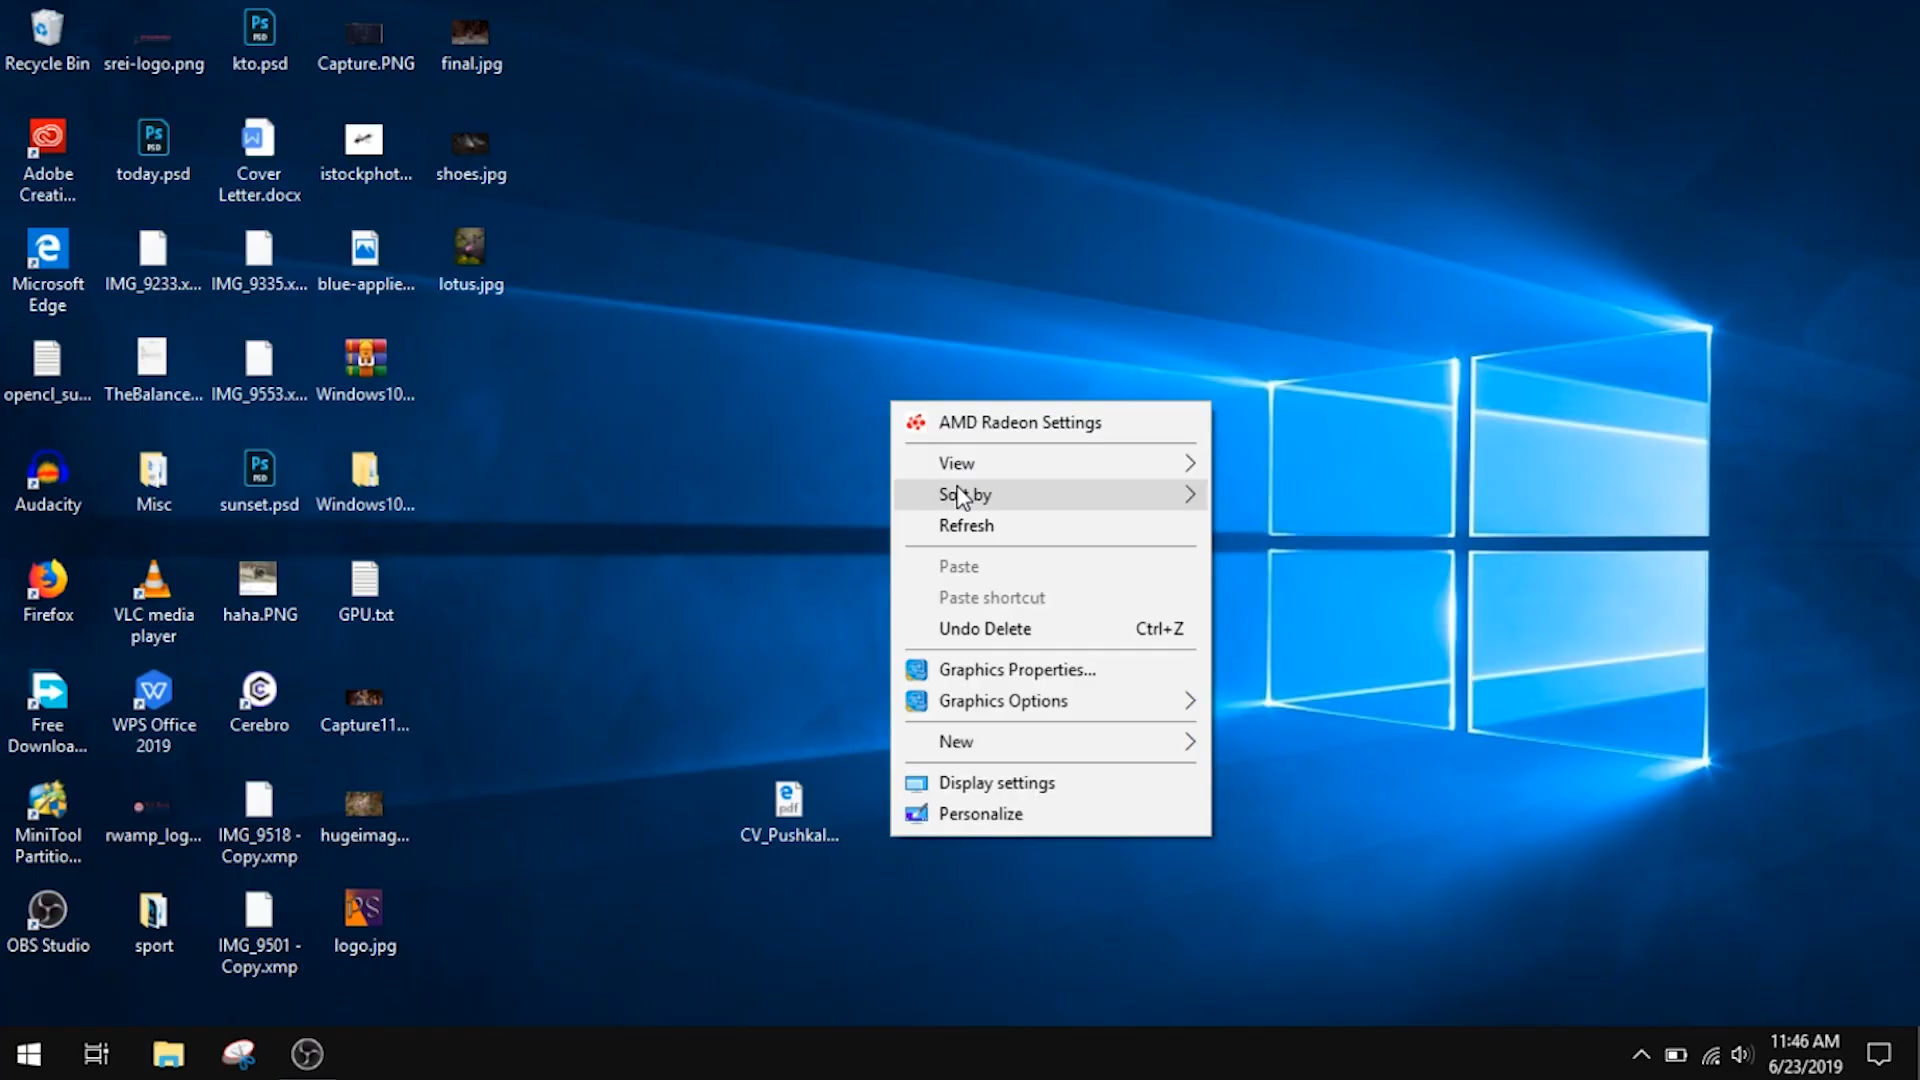 Recycle Bin
srei-logo.png
kto.psd
Capture.PNG
final.jpg
Adobe
Creati...
today.psd
Cover
Letter.docx
istockphot...
shoes.jpg
Microsoft
Edge
IMG_9233.x...
IMG_9335.x...
blue-applie...
lotus.jpg
opencl_su...
TheBalance...
IMG_9553.x...
Windows10...
Audacity
Misc
sunset.psd
Windows10...
Firefox
VLC media
player
haha.PNG
GPU.txt
Free
Downloa...
WPS Office
2019
Cerebro
Capture11...
MiniTool
Partitio...
rwamp_log...
IMG_9518 -
Copy.xmp
hugeimag...
OBS Studio
sport
IMG_9501 -
Copy.xmp
logo.jpg
CV_Pushkal...
AMD Radeon Settings
View
Sort by
Refresh
Paste
Paste shortcut
Undo Delete Ctrl+Z
Graphics Properties...
Graphics Options
New
Display settings
Personalize
11:46 AM
6/23/2019